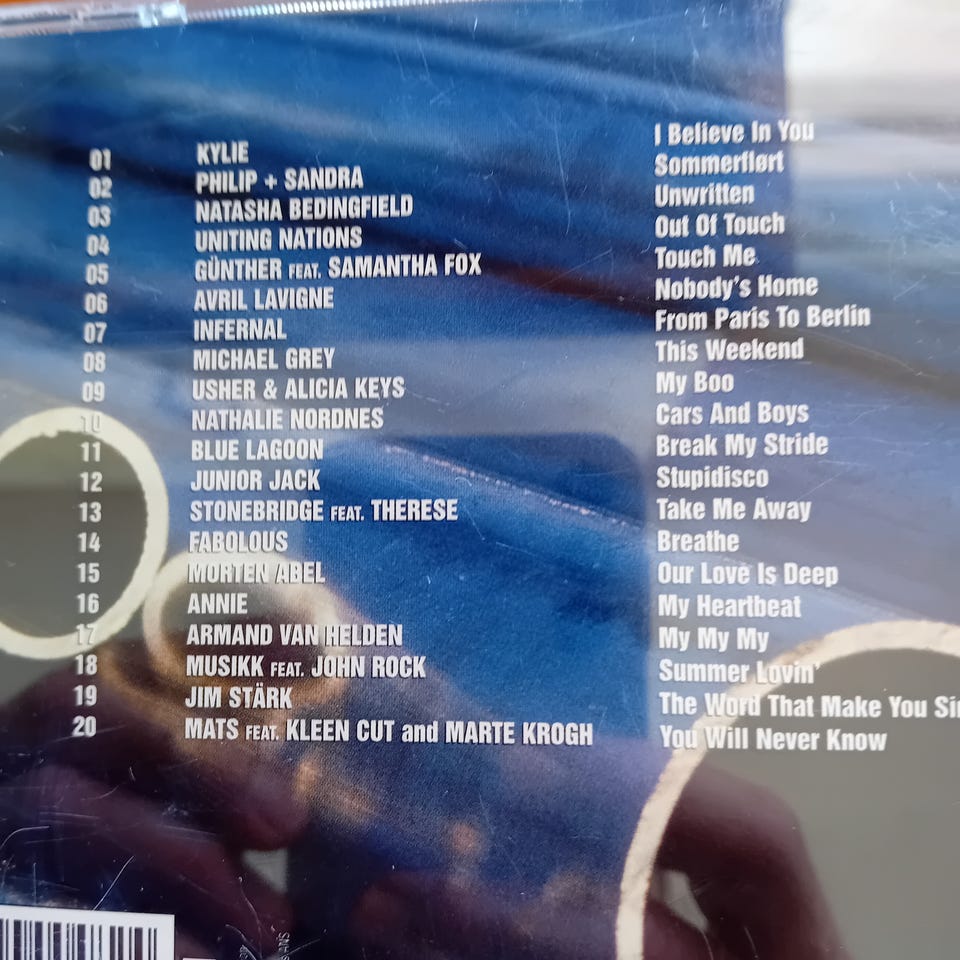 01 KYLIE I Believe In You
02 PHILIP + SANDRA Sommerflørt
03 NATASHA BEDINGFIELD Unwritten
04 UNITING NATIONS Out Of Touch
05 GÜNTHER FEAT. SAMANTHA FOX Touch Me
06 AVRIL LAVIGNE Nobody's Home
07 INFERNAL From Paris To Berlin
08 MICHAEL GREY This Weekend
09 USHER & ALICIA KEYS My Boo
10 NATHALIE NORDNES Cars And Boys
11 BLUE LAGOON Break My Stride
12 JUNIOR JACK Stupidisco
13 STONEBRIDGE FEAT. THERESE Take Me Away
14 FABOLOUS Breathe
15 MORTEN ABEL Our Love Is Deep
16 ANNIE My Heartbeat
17 ARMAND VAN HELDEN My My My
18 MUSIKK FEAT. JOHN ROCK Summer Lovin'
19 JIM STÄRK The Word That Make You
20 MATS FEAT. KLEEN CUT and MARTE KROGH You Will Never Know